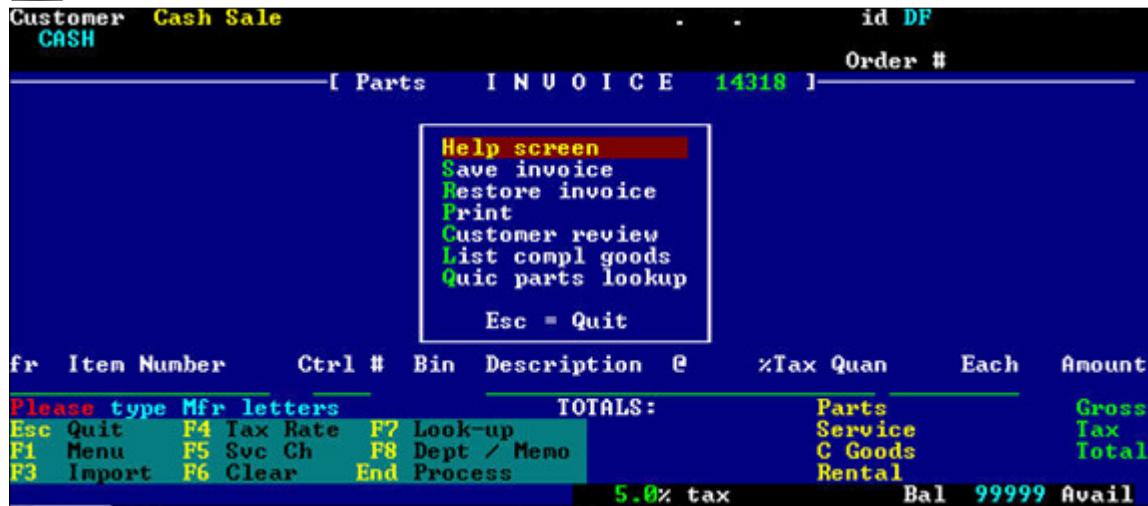 Customer Cash Sale . . id DF
CASH
Order #
[ Parts I N V O I C E 14318 ]
Help screen
Save invoice
Restore invoice
Print
Customer review
List compl goods
Quic parts lookup
Esc = Quit
fr Item Number Ctrl # Bin Description @ %Tax Quan Each Amount
Please type Mfr letters TOTALS: Parts Gross
Esc Quit F4 Tax Rate F7 Look-up Service Tax
F1 Menu F5 Svc Ch F8 Dept / Memo C Goods Total
F3 Import F6 Clear End Process Rental
5.0% tax Bal 99999 Avail